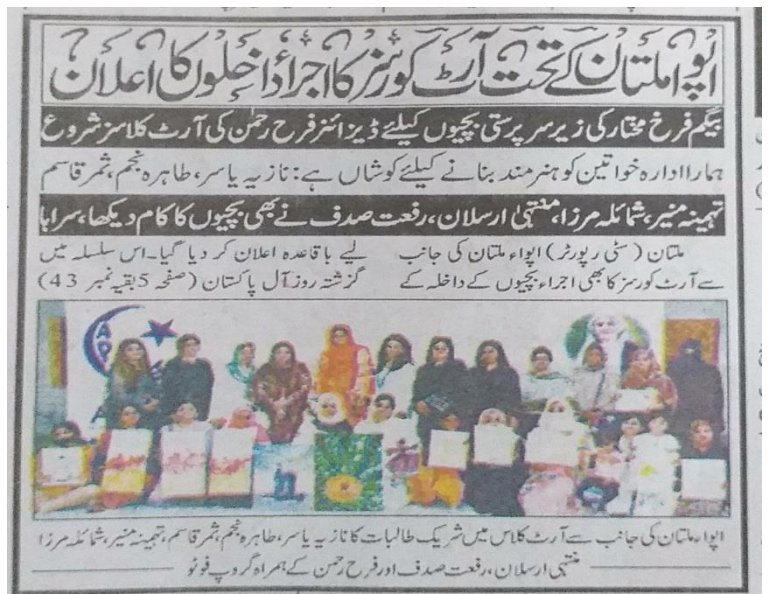 اپوا ملتان کے تحت آرٹ کورسز کا اجرا داخلوں کا اعلان
بیگم فرخ مختار کی زیر سرپرستی بچیوں کیلئے ڈیزائنر فرح رحمٰن کی آرٹ کلاسز شروع
ہمارا ادارہ خواتین کو ہنرمند بنانے کیلئے کوشاں ہے: نازیہ یاسر، طاہرہ نجم، ثمر قاسم
تہمینہ منیر، شمائلہ مرزا، منتہیٰ ارسلان، رفعت صدف نے بھی بچیوں کا کام دیکھا، سراہا
ملتان (سٹی رپورٹر) اپواء ملتان کی جانب
سے آرٹ کورسز کا بھی اجراء بچیوں کے داخلہ کے
لیے باقاعدہ اعلان کر دیا گیا۔ اس سلسلہ میں
گزشتہ روز آل پاکستان (صفحہ 5 بقیہ نمبر 43)
AP
اپواء ملتان کی جانب سے آرٹ کلاس میں شریک طالبات کا نازیہ یاسر، طاہرہ نجم، ثمر قاسم، تہمینہ منیر، شمائلہ مرزا
منتہی ارسلان، رفعت صدف اور فرح رحمن کے ہمراہ گروپ فوٹو